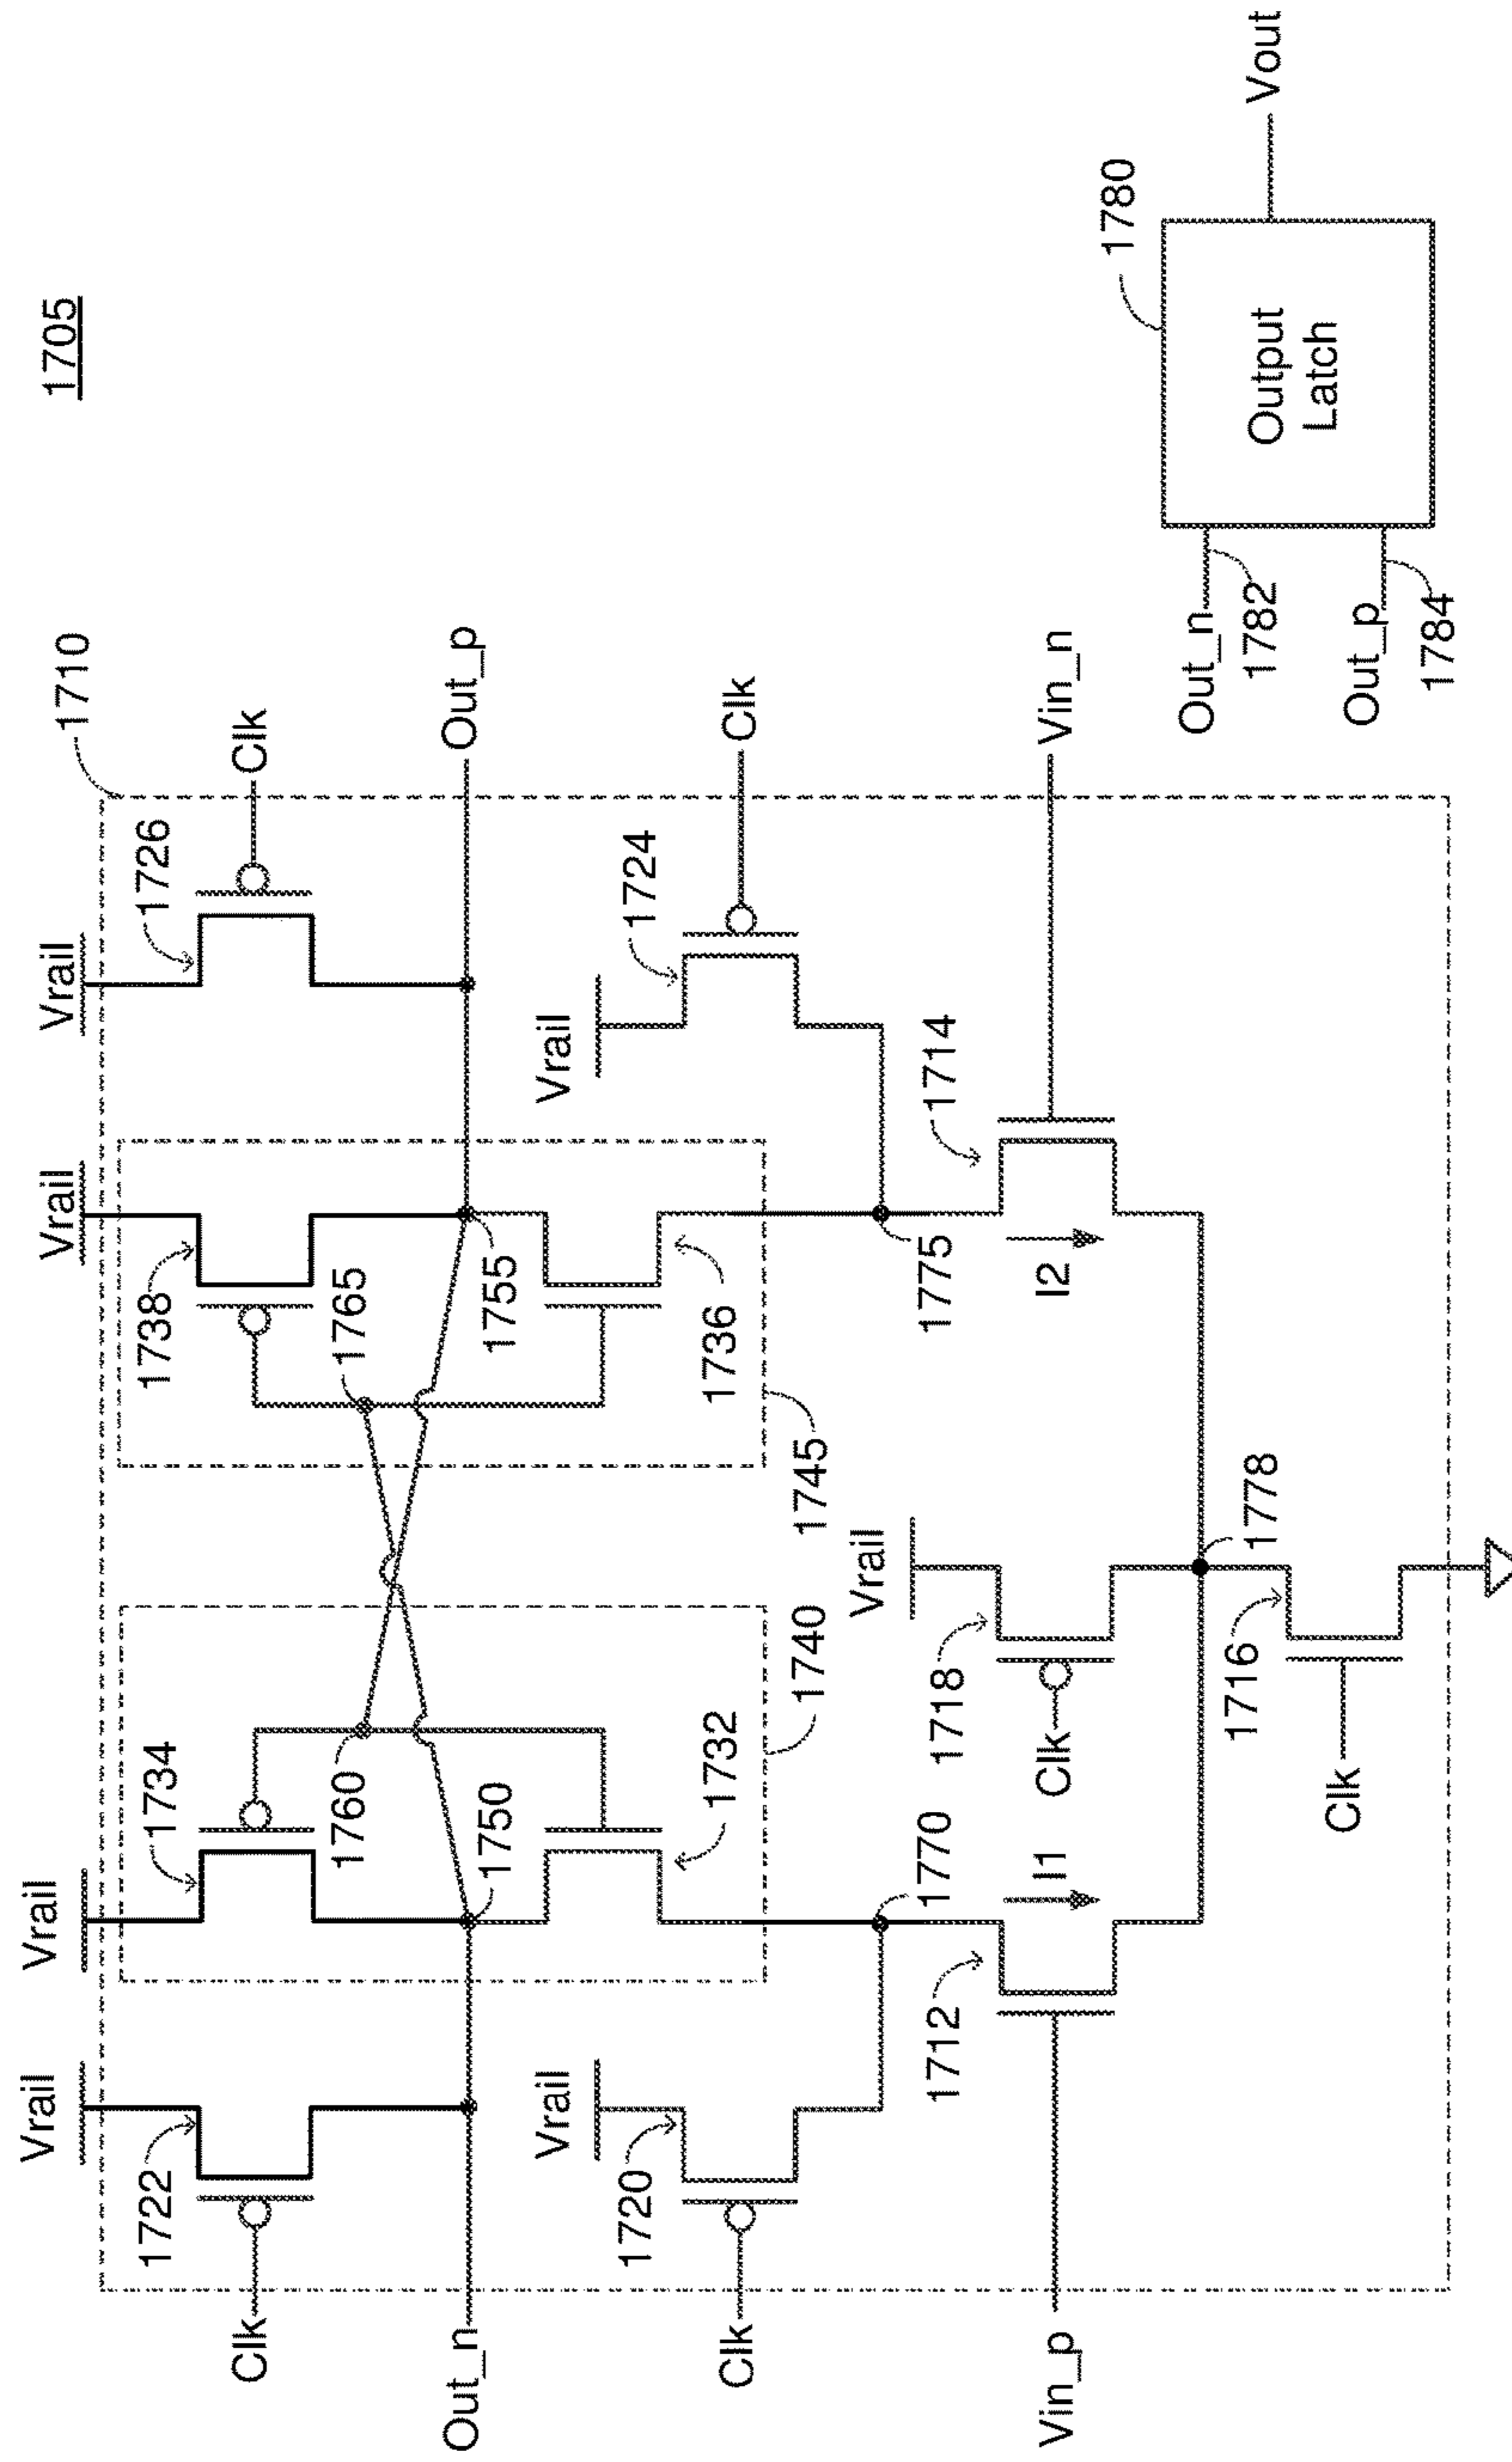 1705
1710
Vrail
Vrail
Vrail
Vrail
1722
1734
1738
1726
Clk
Clk
1760
1765
Out_n
1750
1755
Out_p
Vrail
Vrail
1720
1732
1736
1724
Clk
Clk
1740
1745
1770
1775
Vrail
1712
I1
1718
I2
1714
Vin_p
Clk
Vin_n
1716
1778
Clk
1780
Out_n
1782
Output
Latch
Vout
Out_p
1784